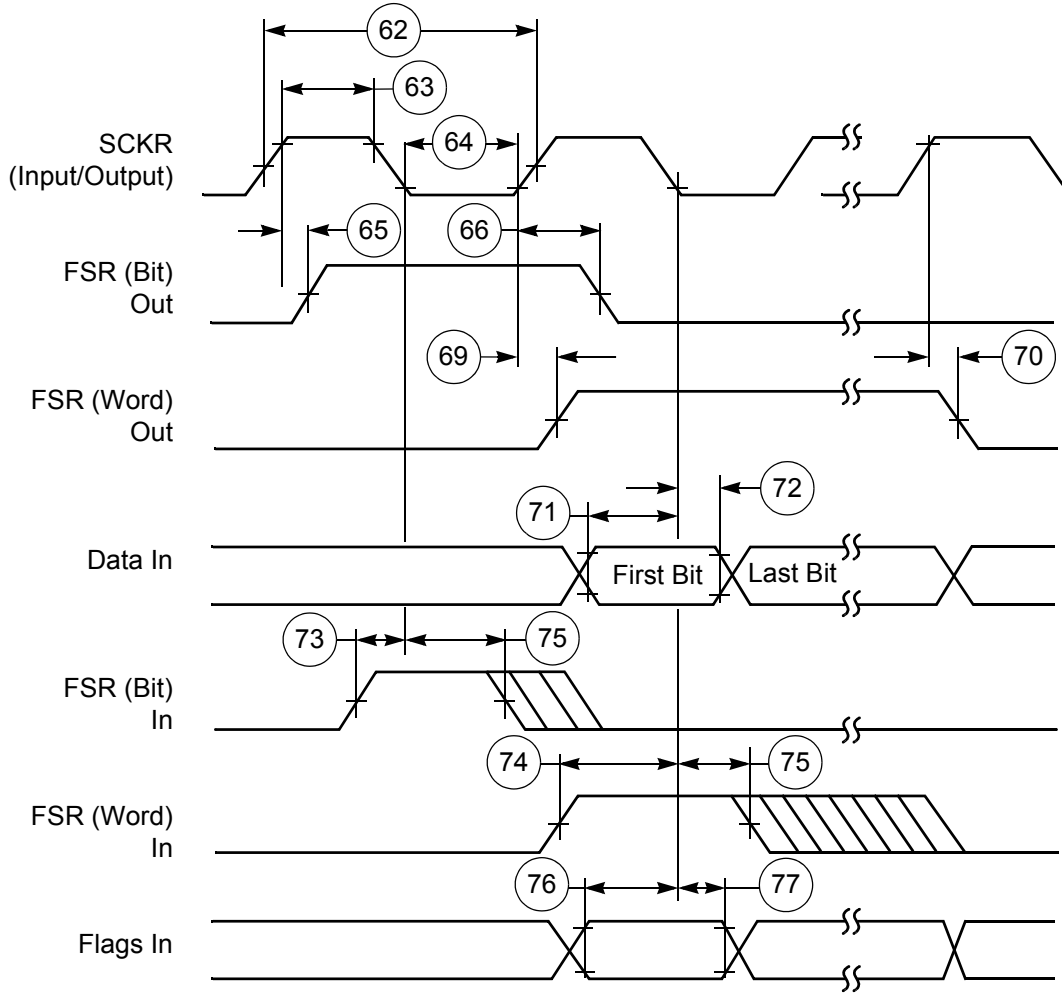 62
63
SCKR
(Input/Output)
64
65
66
FSR (Bit)
Out
69
70
FSR (Word)
Out
71
72
Data In
First Bit
Last Bit
73
75
FSR (Bit)
In
74
75
FSR (Word)
In
76
77
Flags In